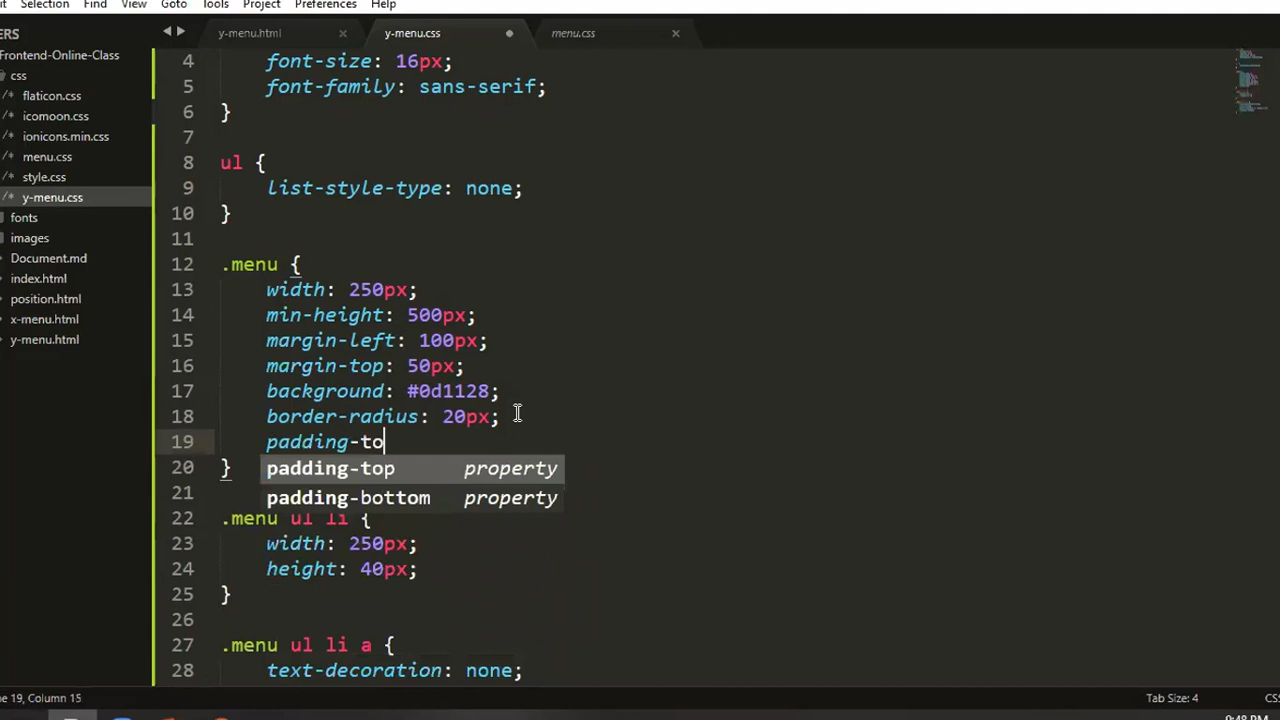 Selection Find View Goto Tools Project Preferences Help
y-menu.html y-menu.css menu.css
ERS
Frontend-Online-Class
css
/* flaticon.css
/* icomoon.css
/* ionicons.min.css
/* menu.css
/* style.css
/* y-menu.css
fonts
images
Document.md
index.html
position.html
x-menu.html
y-menu.html
4 font-size: 16px;
5 font-family: sans-serif;
6 }
7
8 ul {
9 list-style-type: none;
10 }
11
12 .menu {
13 width: 250px;
14 min-height: 500px;
15 margin-left: 100px;
16 margin-top: 50px;
17 background: #0d1128;
18 border-radius: 20px;
19 padding-to
padding-top property
padding-bottom property
20 }
21
22 .menu ul li {
23 width: 250px;
24 height: 40px;
25 }
26
27 .menu ul li a {
28 text-decoration: none;
ne 19, Column 15 Tab Size: 4 CS